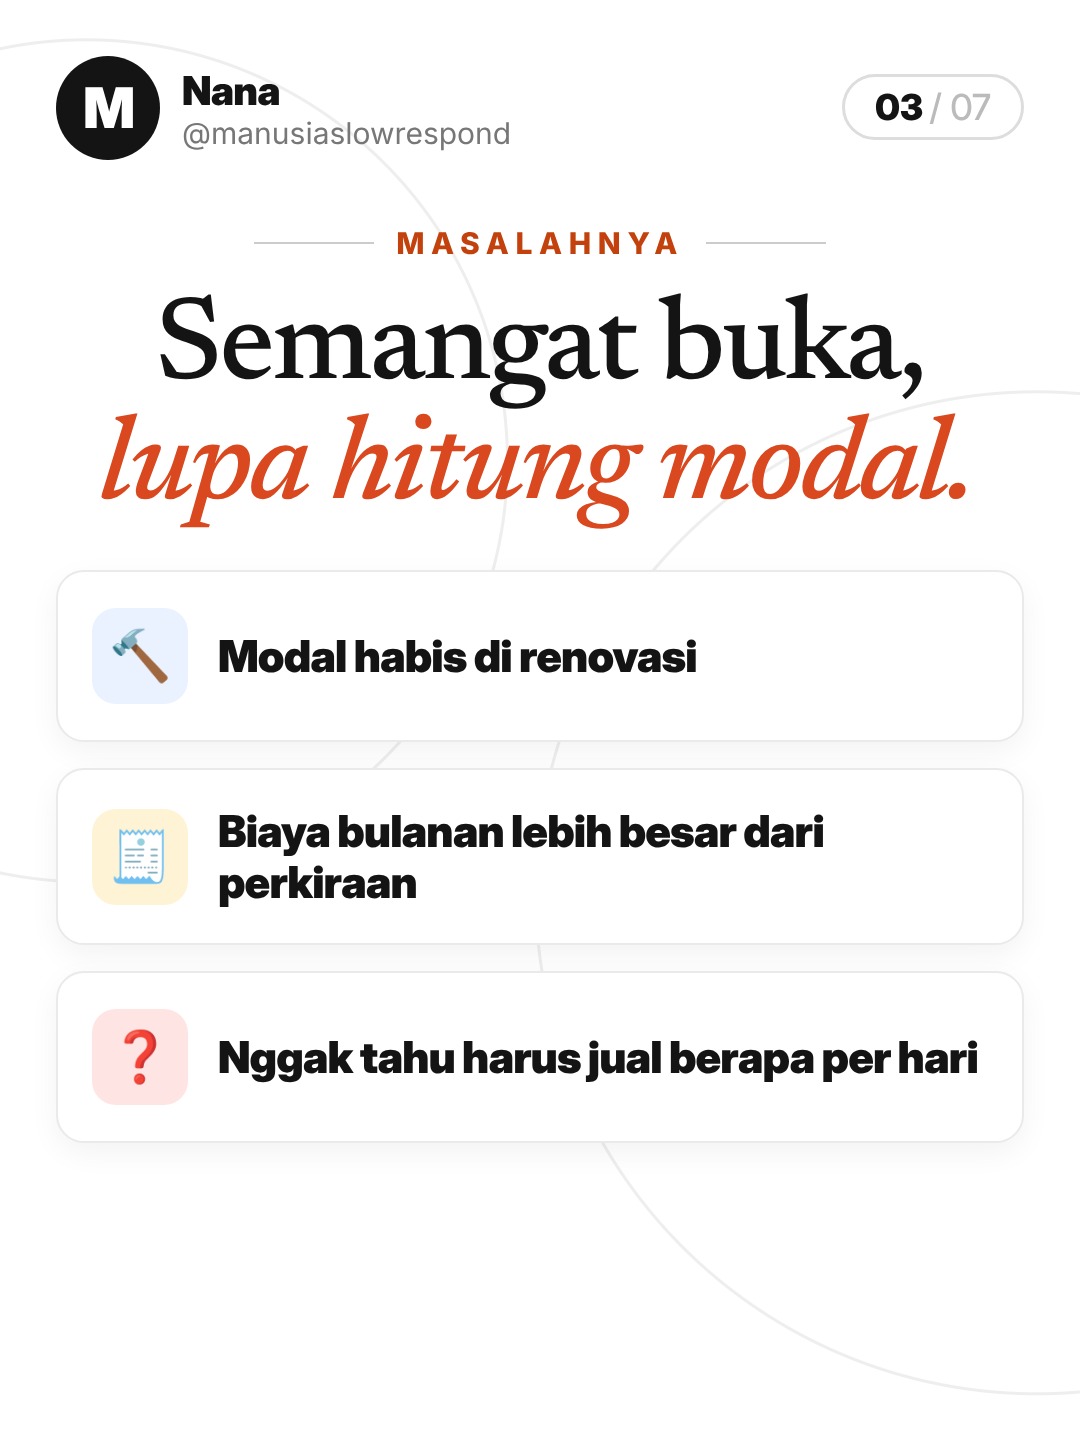 M
Nana
@manusiaslowrespond
03 / 07
MASALAHNYA
Semangat buka,
lupa hitung modal.
Modal habis di renovasi
Biaya bulanan lebih besar dari
perkiraan
Nggak tahu harus jual berapa per hari